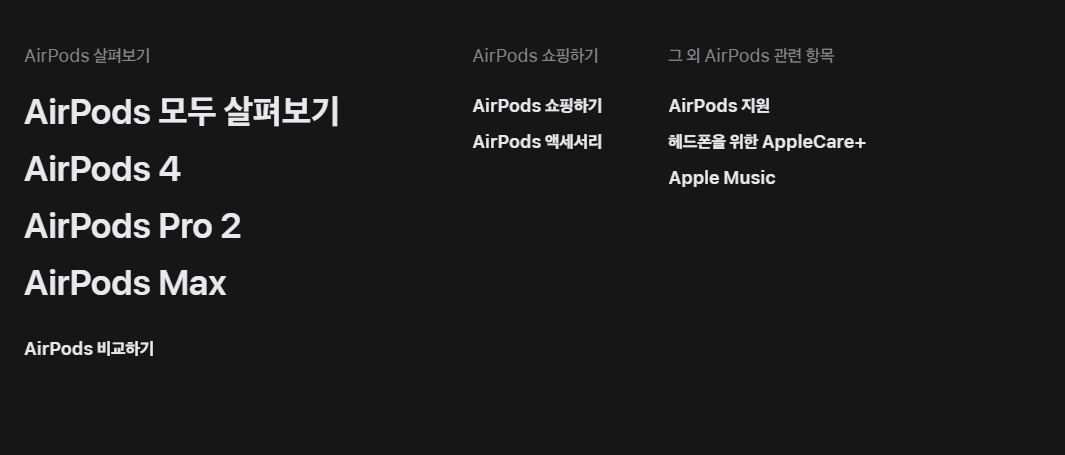 AirPods 살펴보기
AirPods 모두 살펴보기
AirPods 4
AirPods Pro 2
AirPods Max
AirPods 비교하기
AirPods 쇼핑하기
AirPods 쇼핑하기
AirPods 액세서리
그 외 AirPods 관련 항목
AirPods 지원
헤드폰을 위한 AppleCare+
Apple Music